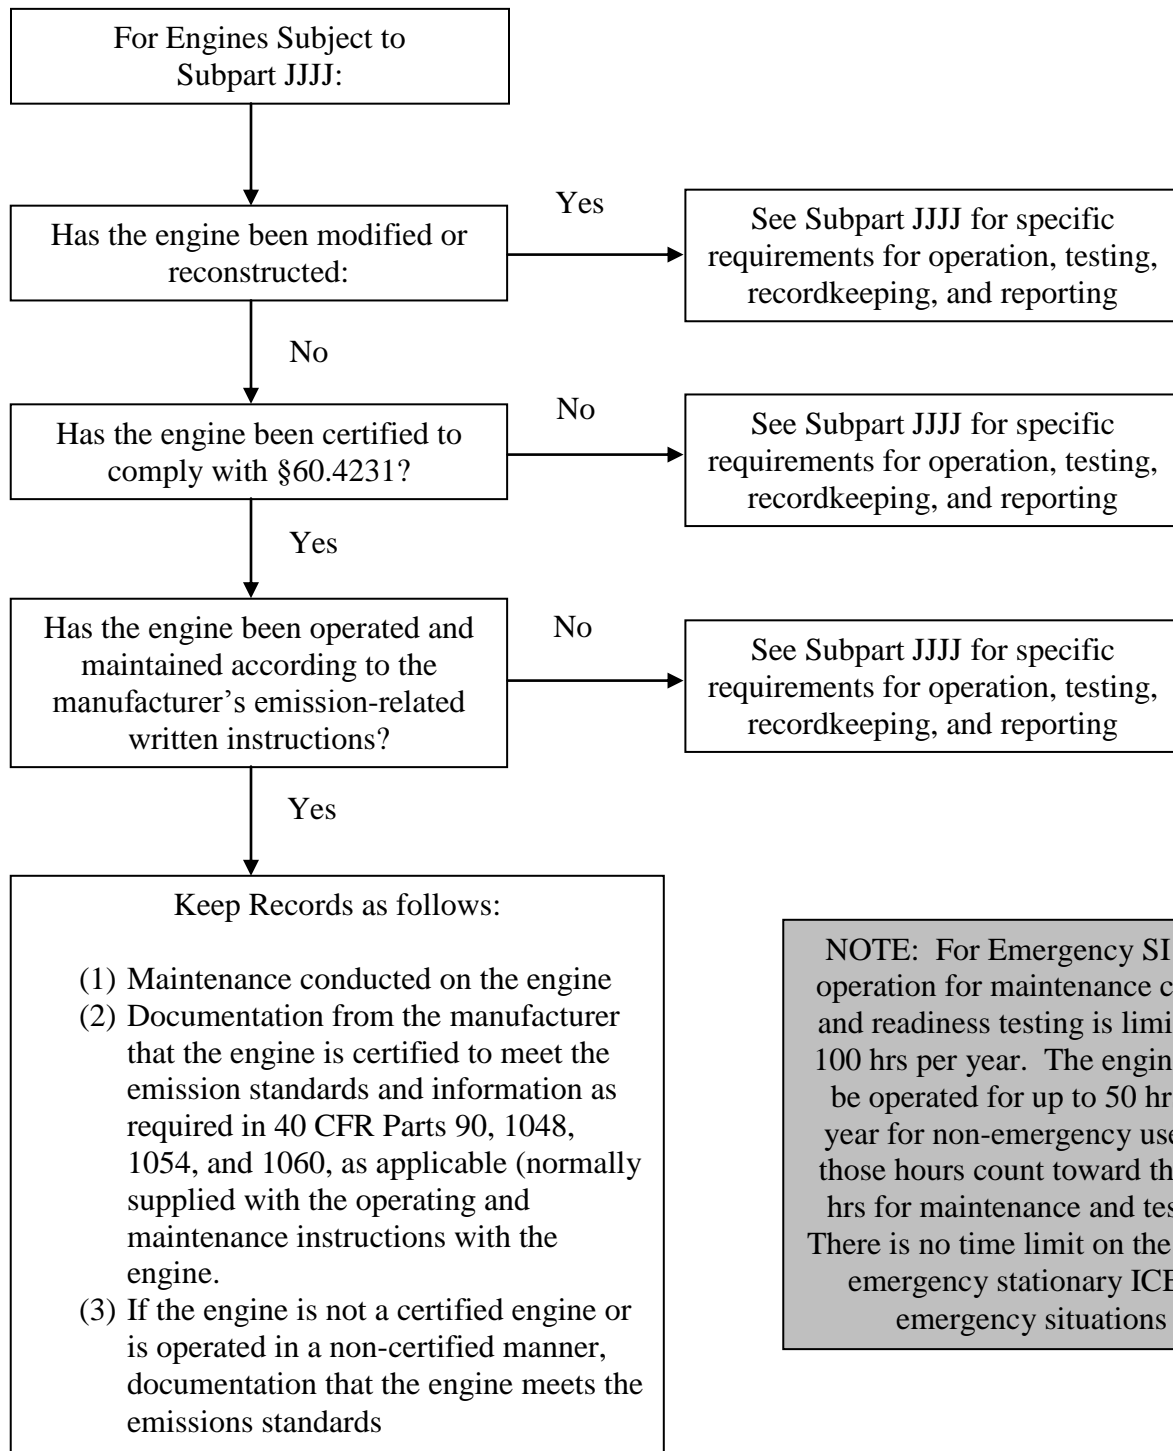 For Engines Subject to
Subpart JJJJ:
Has the engine been modified or
reconstructed:
Yes
See Subpart JJJJ for specific
requirements for operation, testing,
recordkeeping, and reporting
No
Has the engine been certified to
comply with §60.4231?
No
See Subpart JJJJ for specific
requirements for operation, testing,
recordkeeping, and reporting
Yes
Has the engine been operated and
maintained according to the
manufacturer’s emission-related
written instructions?
No
See Subpart JJJJ for specific
requirements for operation, testing,
recordkeeping, and reporting
Yes
Keep Records as follows:
(1) Maintenance conducted on the engine
(2) Documentation from the manufacturer
that the engine is certified to meet the
emission standards and information as
required in 40 CFR Parts 90, 1048,
1054, and 1060, as applicable (normally
supplied with the operating and
maintenance instructions with the
engine.
(3) If the engine is not a certified engine or
is operated in a non-certified manner,
documentation that the engine meets the
emissions standards
NOTE: For Emergency SI
operation for maintenance
and readiness testing is
100 hrs per year. The
be operated for up to 50
year for non-emergency
those hours count toward
hrs for maintenance and
There is no time limit on the
emergency stationary
emergency situations